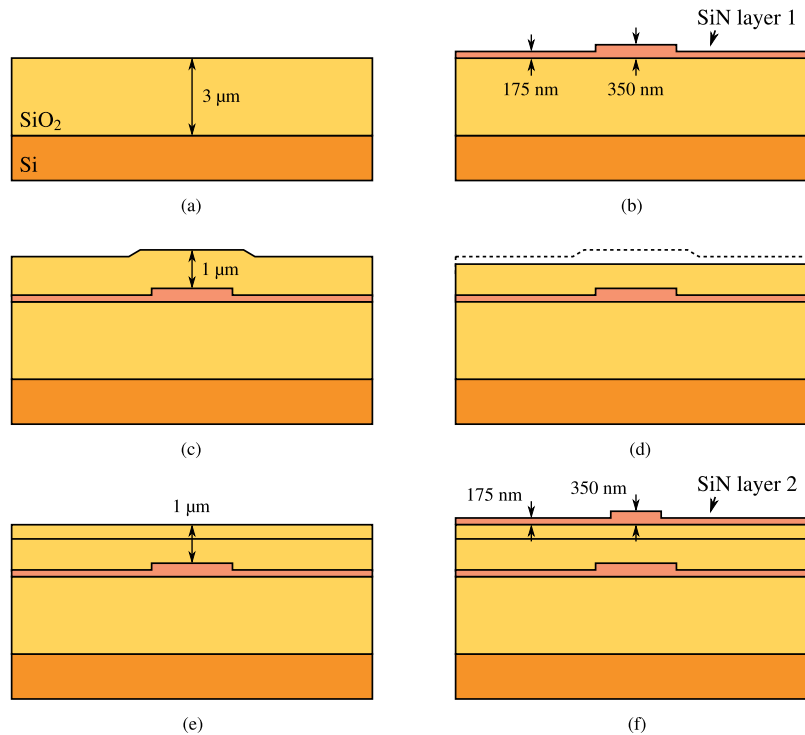 3 μm
SiO2
Si
(a)
SiN layer 1
175 nm
350 nm
(b)
1 μm
(c)
(d)
1 μm
(e)
SiN layer 2
175 nm
350 nm
(f)